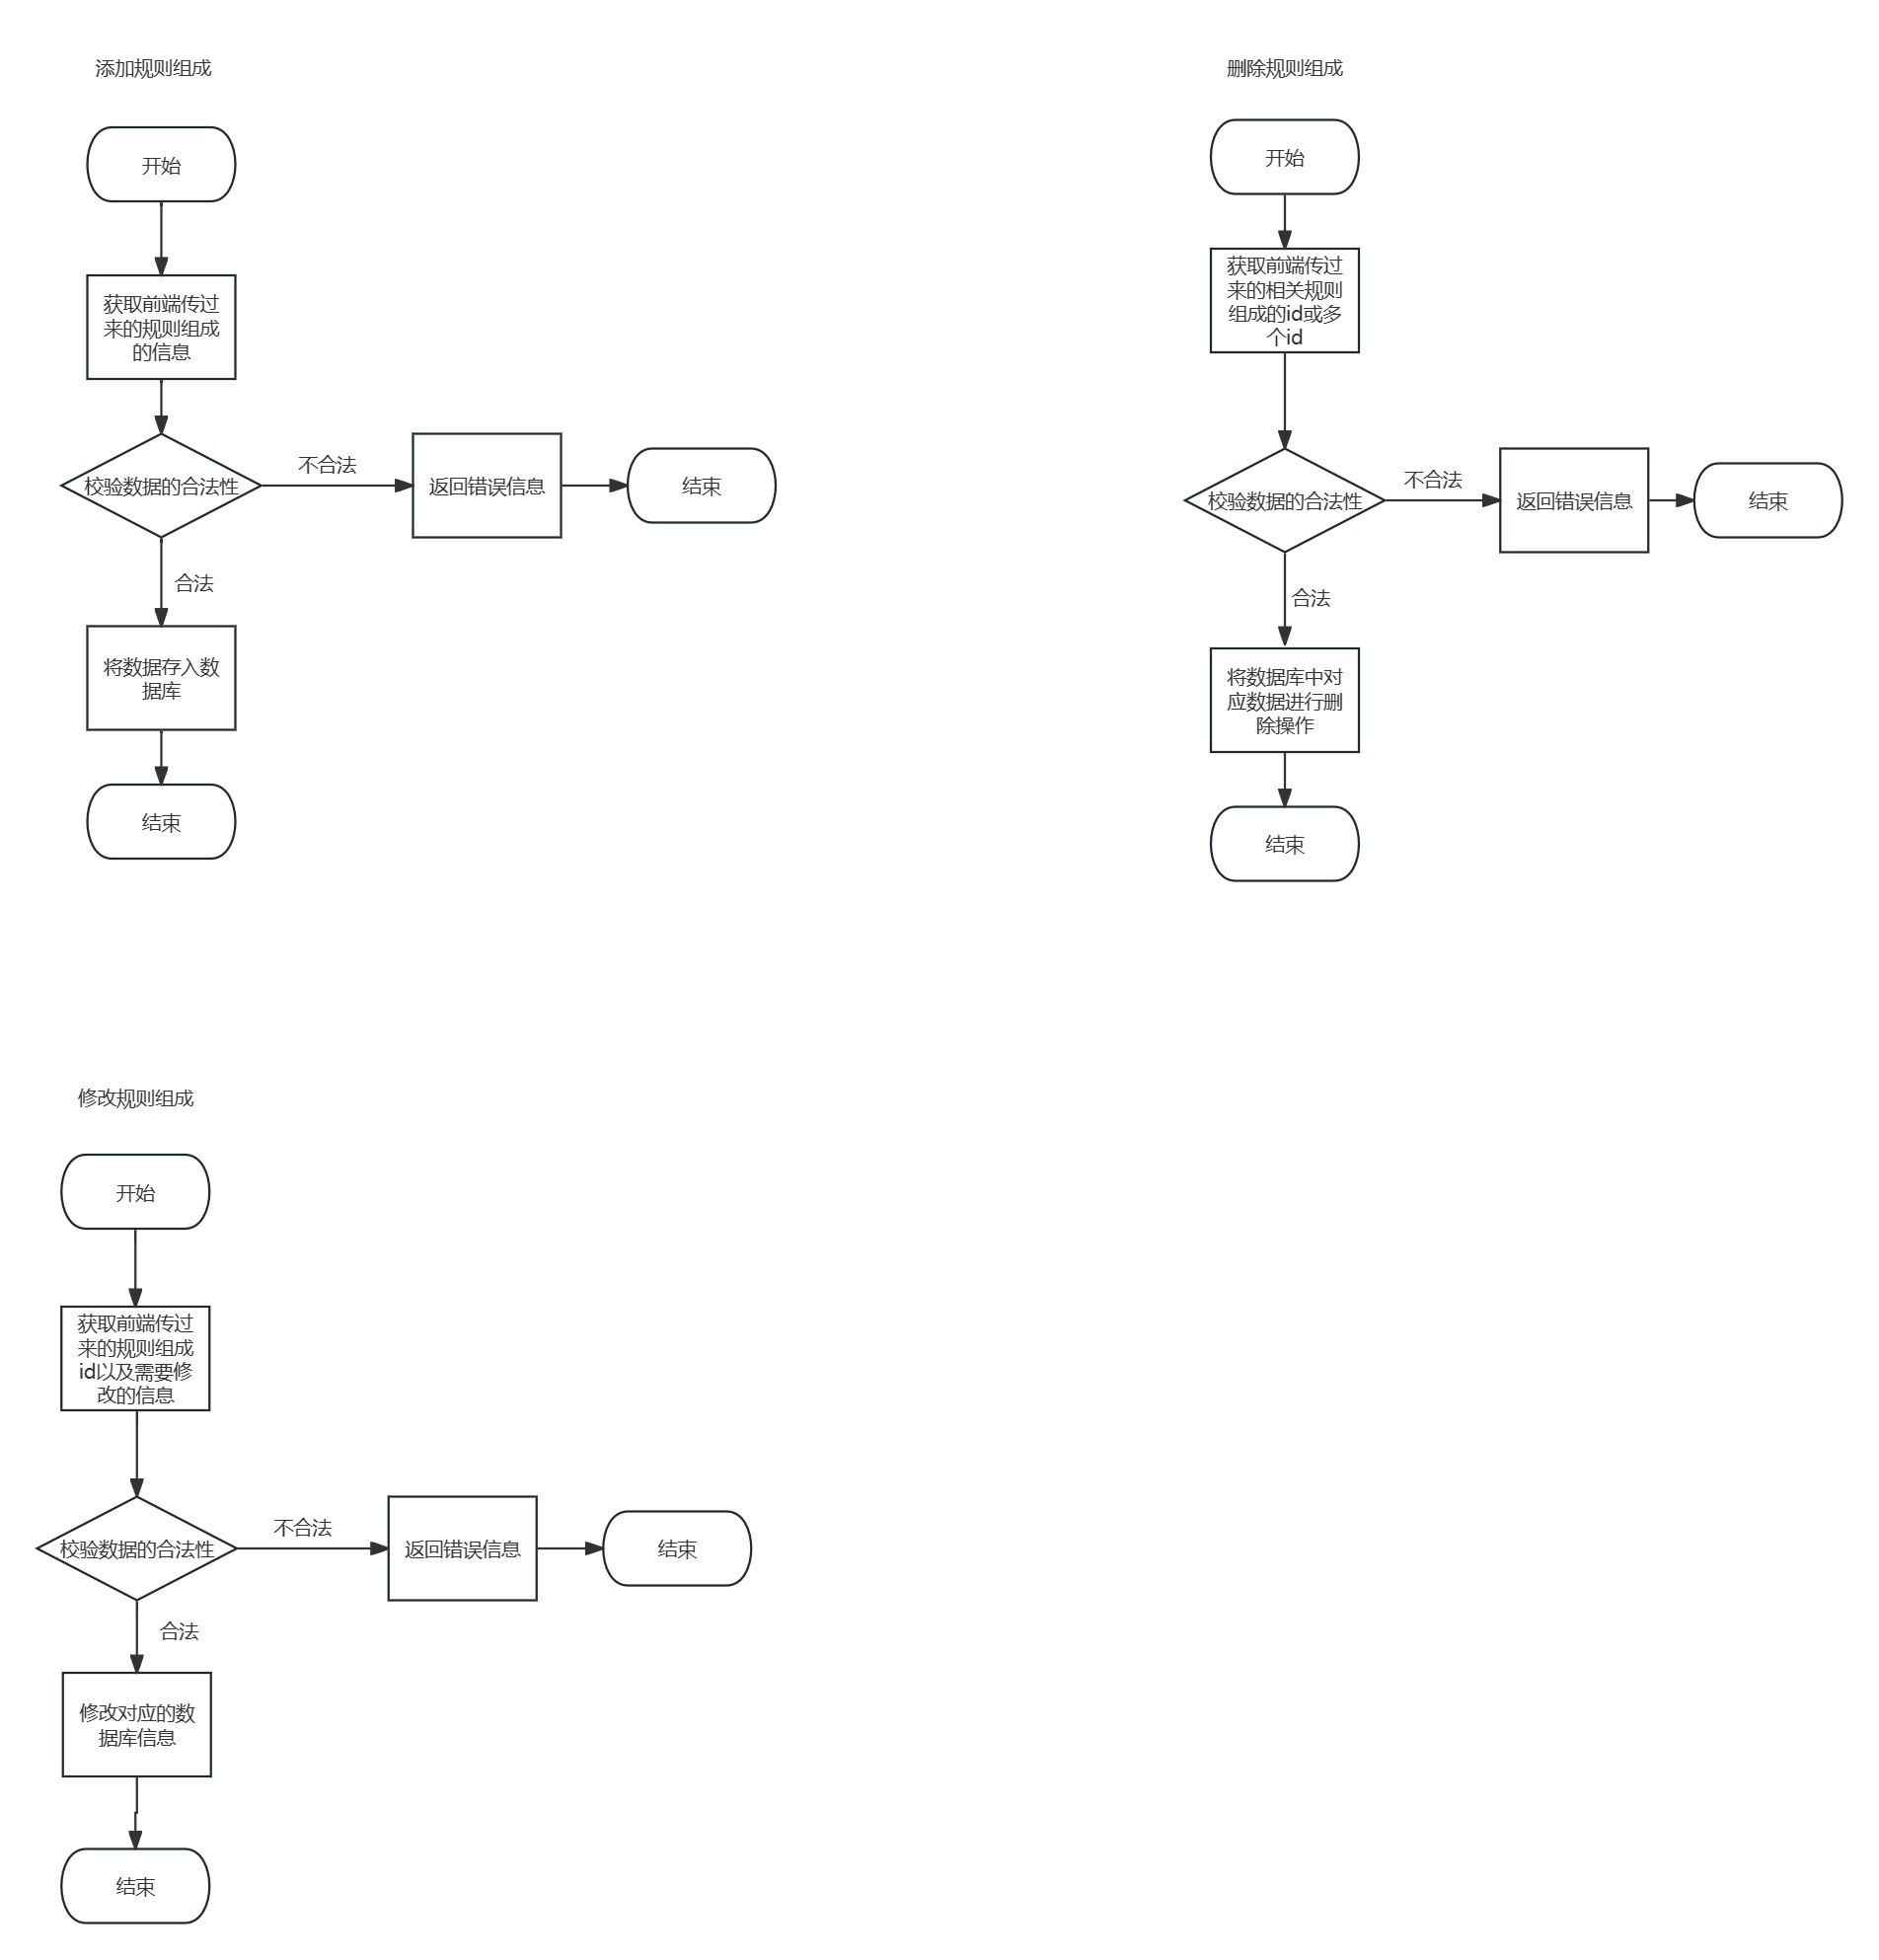 添加规则组成
开始
获取前端传过
来的规则组成
的信息
校验数据的合法性
不合法
返回错误信息
结束
合法
将数据存入数
据库
结束
删除规则组成
开始
获取前端传过
来的相关规则
组成的id或多
个id
校验数据的合法性
不合法
返回错误信息
结束
合法
将数据库中对
应数据进行删
除操作
结束
修改规则组成
开始
获取前端传过
来的规则组成
id以及需要修
改的信息
校验数据的合法性
不合法
返回错误信息
结束
合法
修改对应的数
据库信息
结束